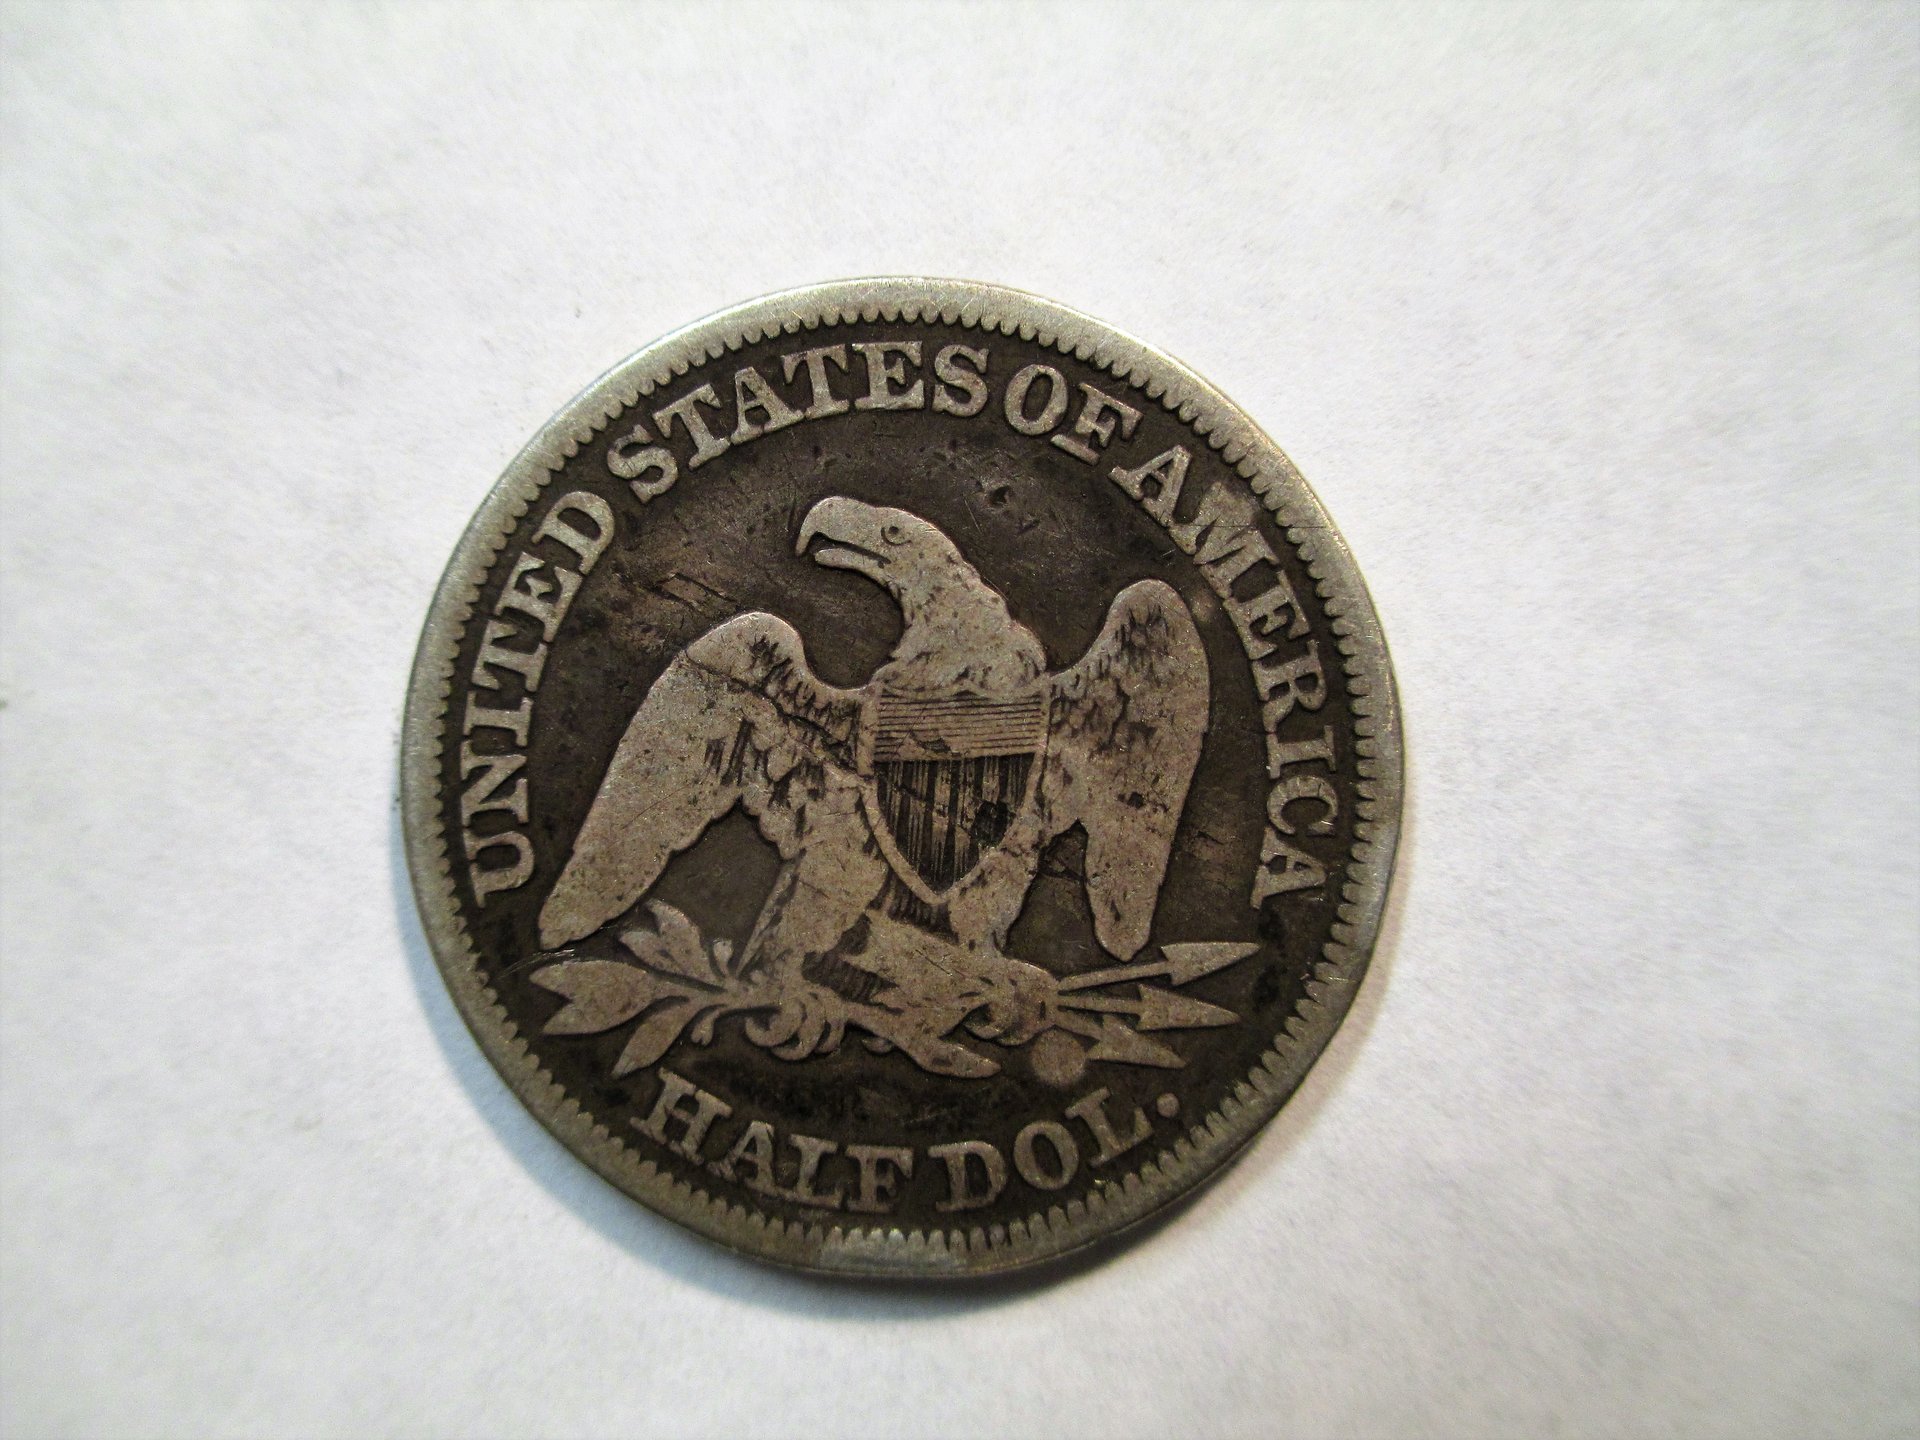 UNITED STATES OF AMERICA
HALF DOL.